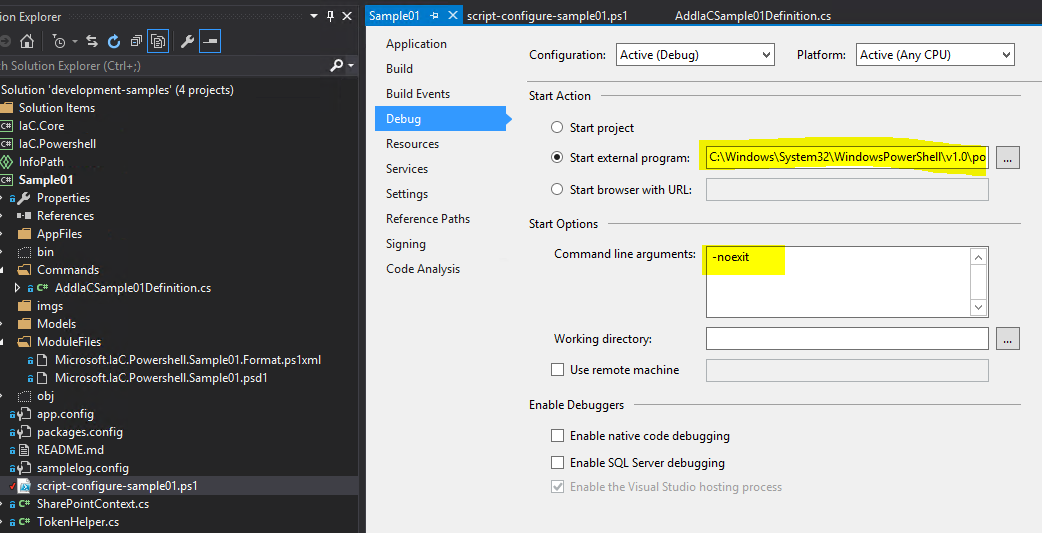 ion Explorer
ch Solution Explorer (Ctrl+;)
Solution 'development-samples' (4 projects)
Solution Items
IaC.Core
IaC.Powershell
InfoPath
Sample01
Properties
References
AppFiles
bin
Commands
AddIaCSample01Definition.cs
imgs
Models
ModuleFiles
Microsoft.IaC.Powershell.Sample01.Format.ps1xml
Microsoft.IaC.Powershell.Sample01.psd1
obj
app.config
packages.config
README.md
samplelog.config
script-configure-sample01.ps1
SharePointContext.cs
TokenHelper.cs
Sample01 script-configure-sample01.ps1 AddIaCSample01Definition.cs
Application
Build
Build Events
Debug
Resources
Services
Settings
Reference Paths
Signing
Code Analysis
Configuration: Active (Debug) Platform: Active (Any CPU)
Start Action
Start project
Start external program: C:\Windows\System32\WindowsPowerShell\v1.0\po ...
Start browser with URL:
Start Options
Command line arguments: -noexit
Working directory: ...
Use remote machine
Enable Debuggers
Enable native code debugging
Enable SQL Server debugging
Enable the Visual Studio hosting process